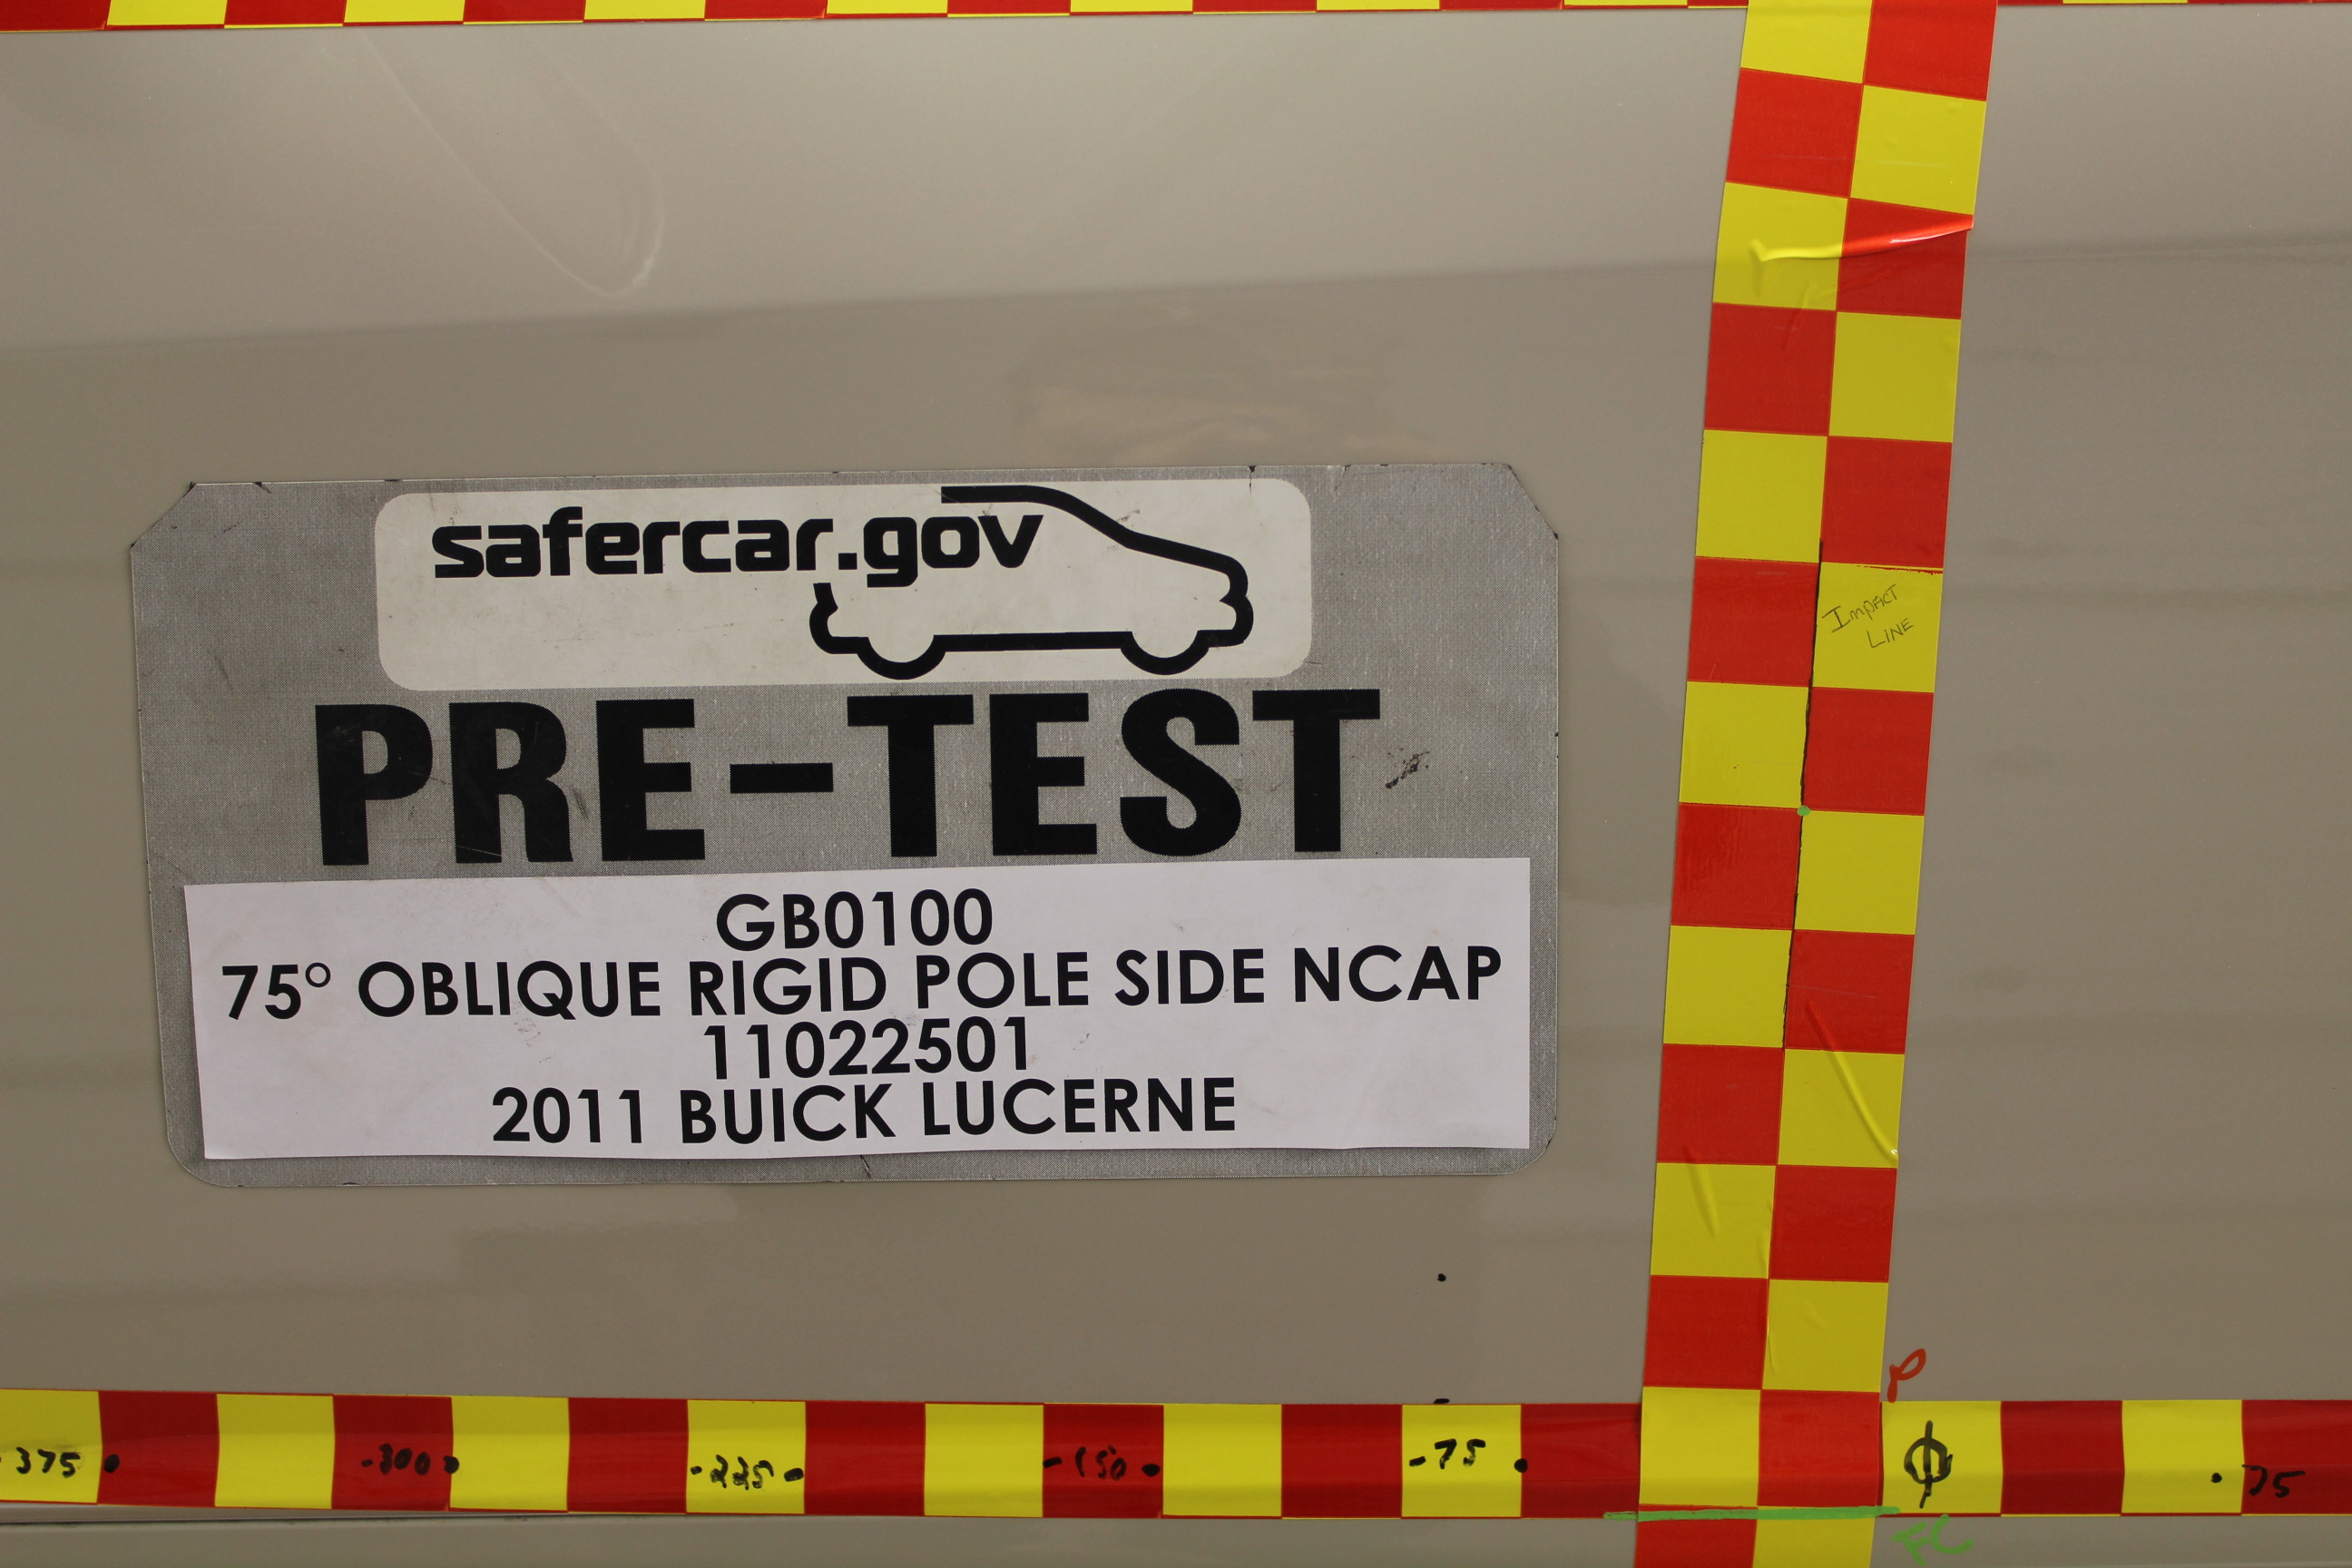 safercar.gov
PRE-TEST
GB0100
75° OBLIQUE RIGID POLE SIDE NCAP
11022501
2011 BUICK LUCERNE
IMPACT
LINE
P
-375 -300 -225 -150 -75 φ 75
FC